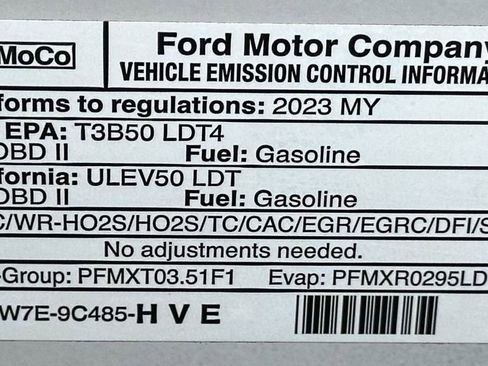 MoCo
Ford Motor Company
VEHICLE EMISSION CONTROL INFORMA
forms to regulations: 2023 MY
EPA: T3B50 LDT4
OBD II Fuel: Gasoline
fornia: ULEV50 LDT
OBD II Fuel: Gasoline
C/WR-HO2S/HO2S/TC/CAC/EGR/EGRC/DFI/S
No adjustments needed.
-Group: PFMXT03.51F1 Evap: PFMXR0295LD
W7E-9C485-H V E